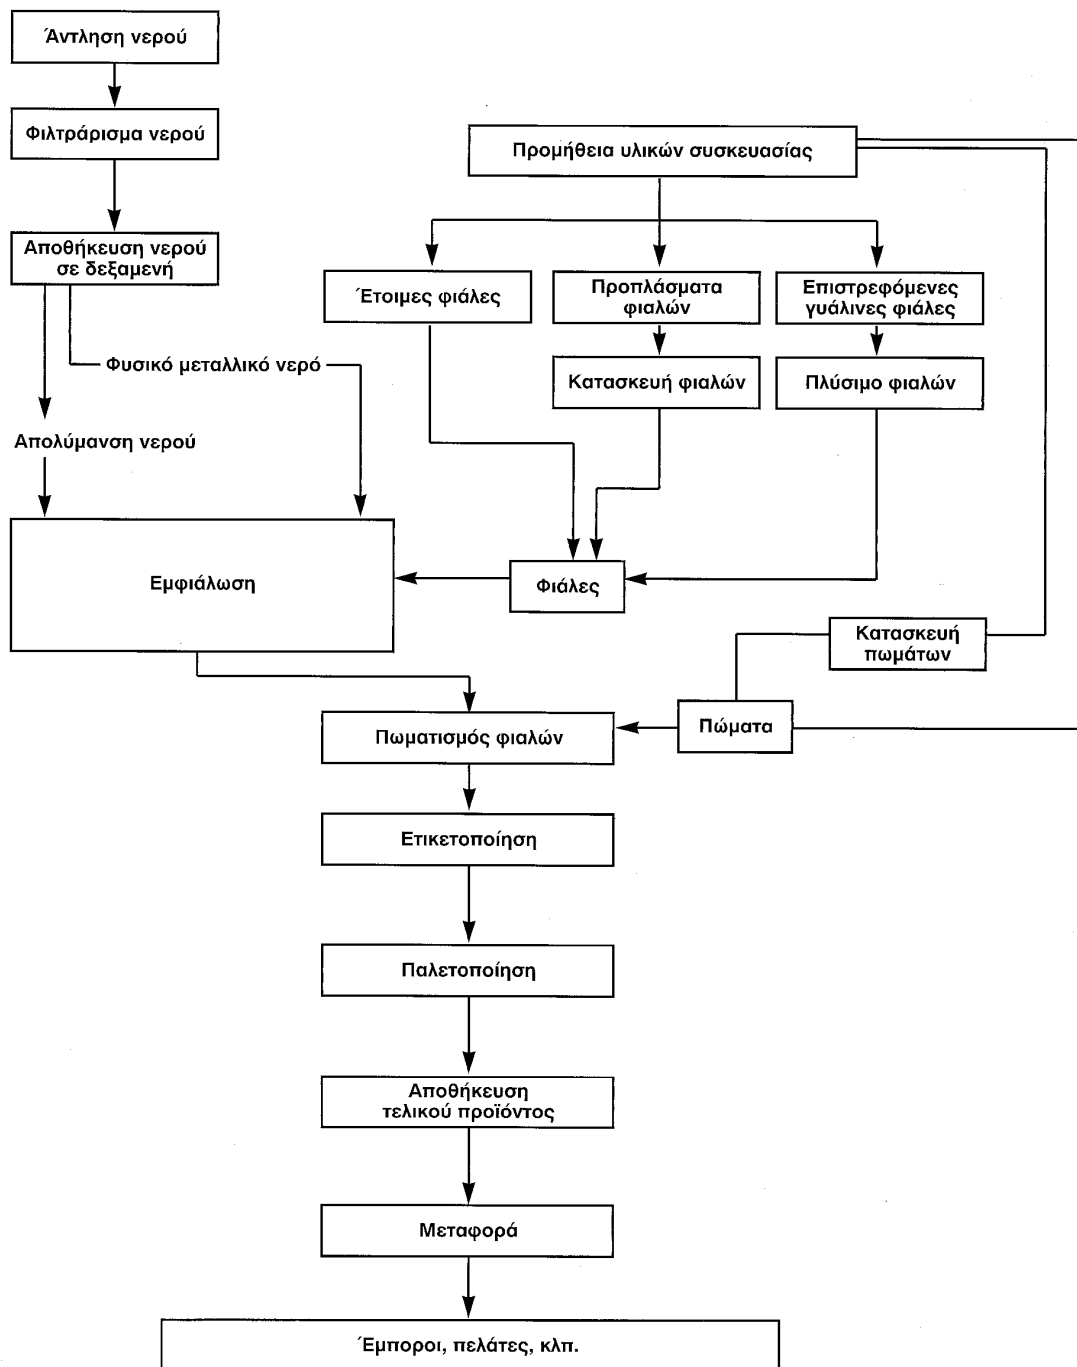 Άντληση νερού
Φιλτράρισμα νερού
Προμήθεια υλικών συσκευασίας
Αποθήκευση νερού
σε δεξαμενή
Έτοιμες φιάλες
Προπλάσματα
φιαλών
Επιστρεφόμενες
γυάλινες φιάλες
Φυσικό μεταλλικό νερό
Κατασκευή φιαλών
Πλύσιμο φιαλών
Απολύμανση νερού
Εμφιάλωση
Φιάλες
Κατασκευή
πωμάτων
Πωματισμός φιαλών
Πώματα
Ετικετοποίηση
Παλετοποίηση
Αποθήκευση
τελικού προϊόντος
Μεταφορά
Έμποροι, πελάτες, κλπ.